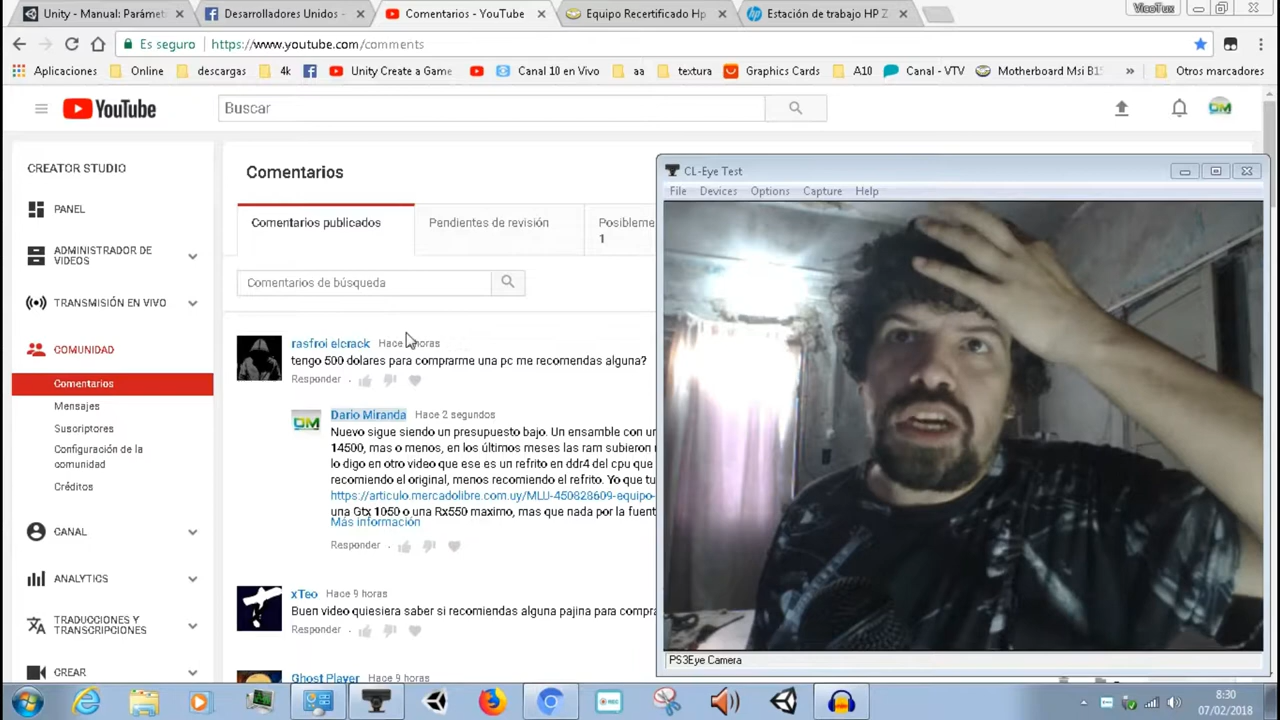 Unity - Manual: Parámet
Desarrolladores Unidos -
Comentarios - YouTube
Equipo Recertificado Hp
Estación de trabajo HP Z
VicoTux
Es seguro
https://www.youtube.com/comments
Aplicaciones
Online
descargas
4k
Unity Create a Game
Canal 10 en Vivo
aa
textura
Graphics Cards
A10
Canal - VTV
Motherboard Msi B1
»
Otros marcadores
YouTube
Buscar
DM
CREATOR STUDIO
PANEL
ADMINISTRADOR DE
VIDEOS
TRANSMISIÓN EN VIVO
COMUNIDAD
Comentarios
Mensajes
Suscriptores
Configuración de la
comunidad
Créditos
CANAL
ANALYTICS
TRADUCCIONES Y
TRANSCRIPCIONES
CREAR
Comentarios
Comentarios publicados
Pendientes de revisión
Posibleme
1
Comentarios de búsqueda
rasfroi elcrack Hace horas
tengo 500 dolares para comprarme una pc me recomendas alguna?
Responder
DM
Dario Miranda Hace 2 segundos
Nuevo sigue siendo un presupuesto bajo. Un ensamble con un
14500, mas o menos, en los últimos meses las ram subieron
lo digo en otro video que ese es un refrito en ddr4 del cpu que
recomiendo el original, menos recomiendo el refrito. Yo que tu
https://articulo.mercadolibre.com.uy/MLU-450828609-equipo-
una Gtx 1050 o una Rx550 maximo, mas que nada por la fuent
Más información
Responder
xTeo Hace 9 horas
Buen video quisiera saber si recomiendas alguna pajina para compra
Responder
Ghost Player Hace 9 horas
CL-Eye Test
File
Devices
Options
Capture
Help
PS3Eye Camera
8:30
07/02/2018